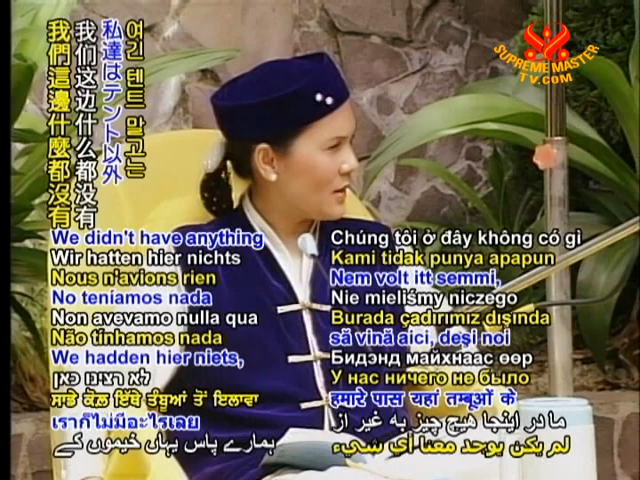 SUPREME MASTER
TV.COM
여긴 텐트 말고는
私達はテント以外
我们这边什么都没有
我們這邊什麼都沒有
We didn't have anything
Wir hatten hier nichts
Nous n'avions rien
No teníamos nada
Non avevamo nulla qua
Não tínhamos nada
We hadden hier niets,
לא רצינו כאן
ਸਾਡੇ ਕੋਲ ਇੱਥੇ ਤੰਬੂਆਂ ਤੋਂ ਇਲਾਵਾ
เราก็ไม่มีอะไรเลย
ہمارے پاس یہاں خیموں کے
Chúng tôi ở đây không có gì
Kami tidak punya apapun
Nem volt itt semmi,
Nie mieliśmy niczego
Burada çadırımız dışında
să vină aici, deşi noi
Бидэнд майхнаас өөр
У нас ничего не было
हमारे पास यहां तम्बूओं के
ما در اینجا هیچ چیز به غیر از
لم يكن يوجد معنا أي شيء